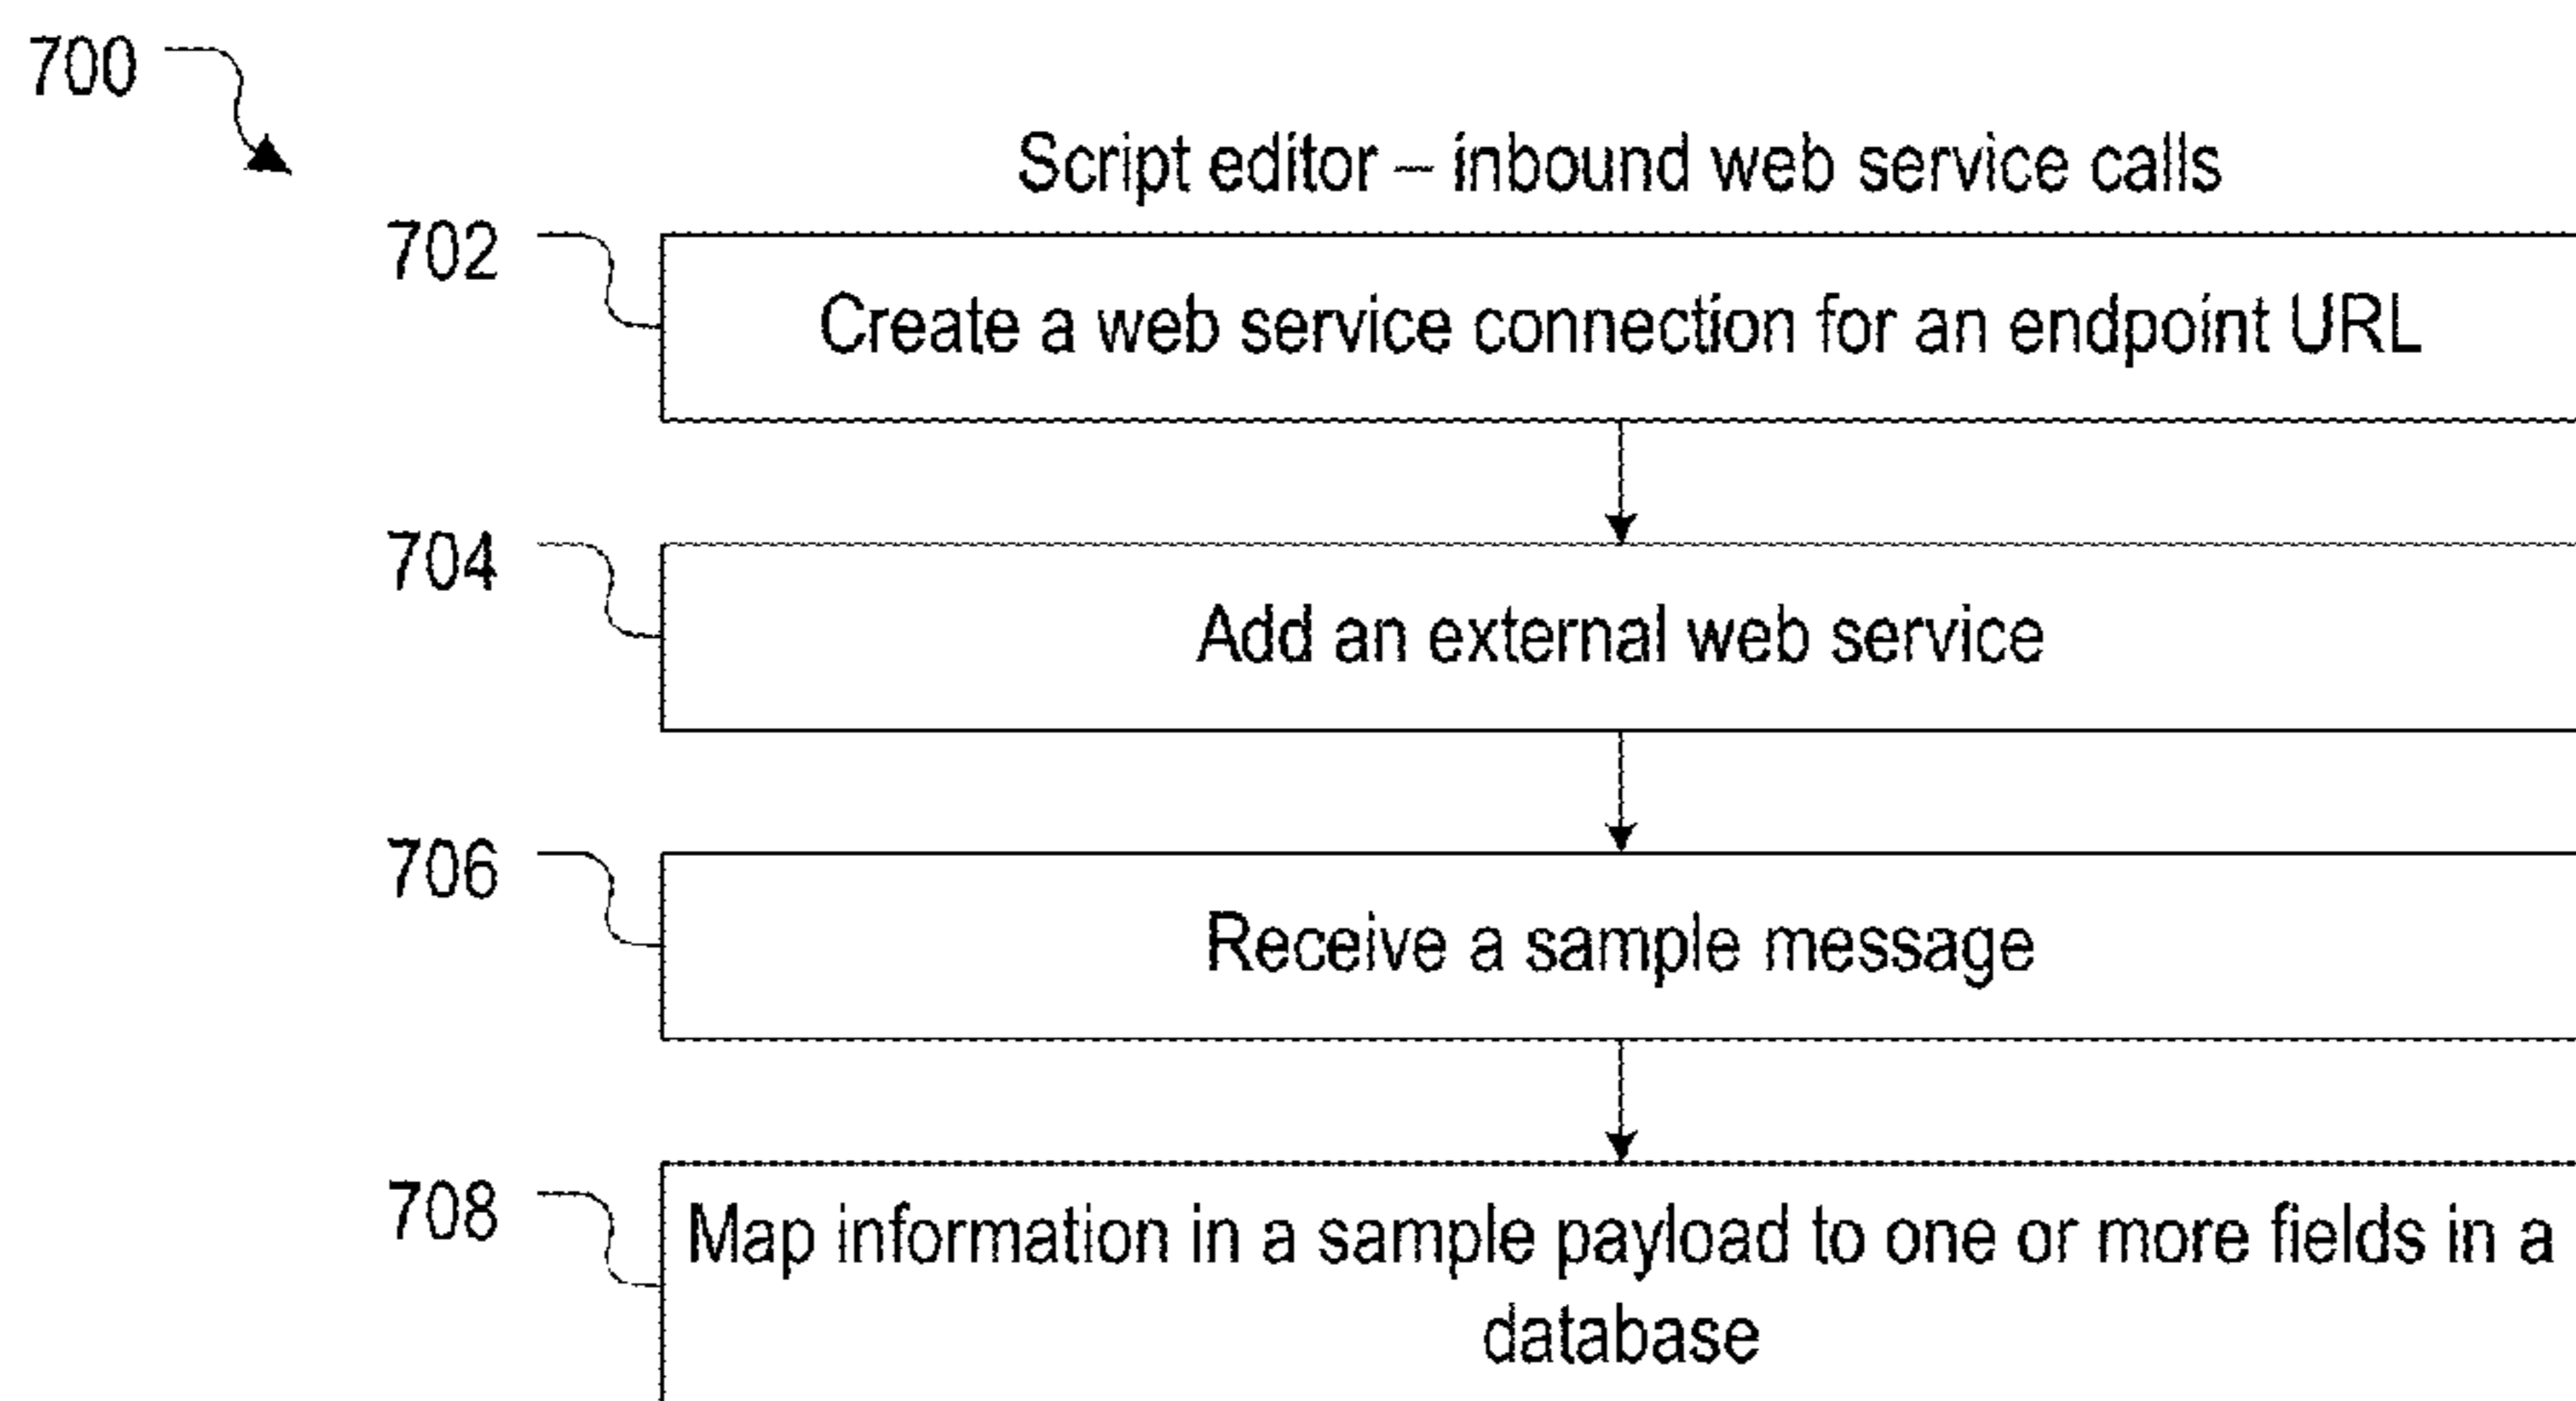 700
Script editor – inbound web service calls
702
Create a web service connection for an endpoint URL
704
Add an external web service
706
Receive a sample message
708
Map information in a sample payload to one or more fields in a
database